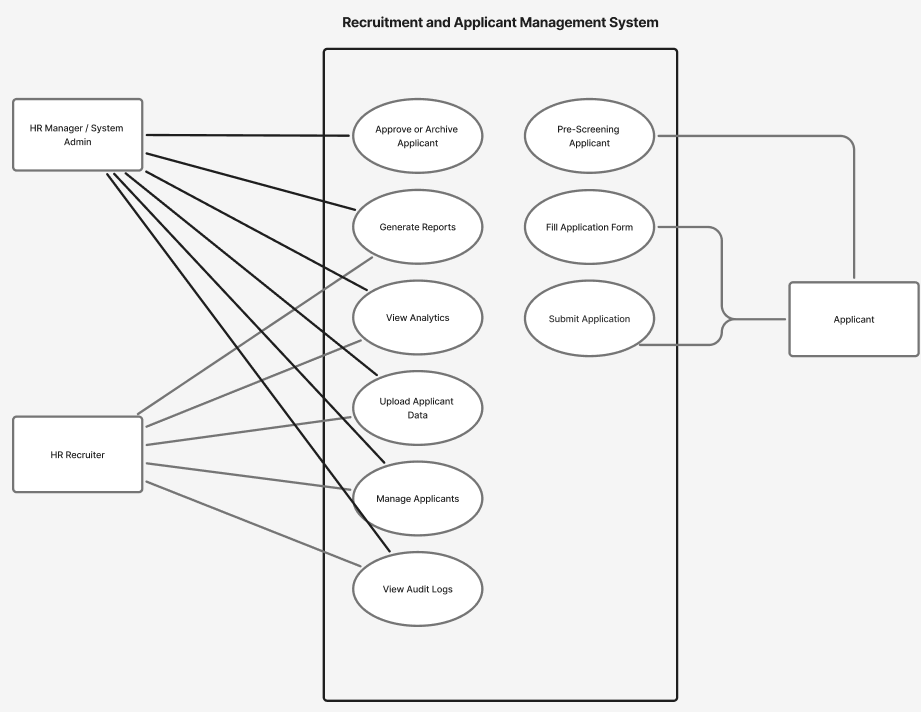 Recruitment and Applicant Management System
HR Manager / System
Admin
Approve or Archive
Applicant
Pre-Screening
Applicant
Generate Reports
Fill Application Form
View Analytics
Submit Application
Applicant
Upload Applicant
Data
HR Recruiter
Manage Applicants
View Audit Logs